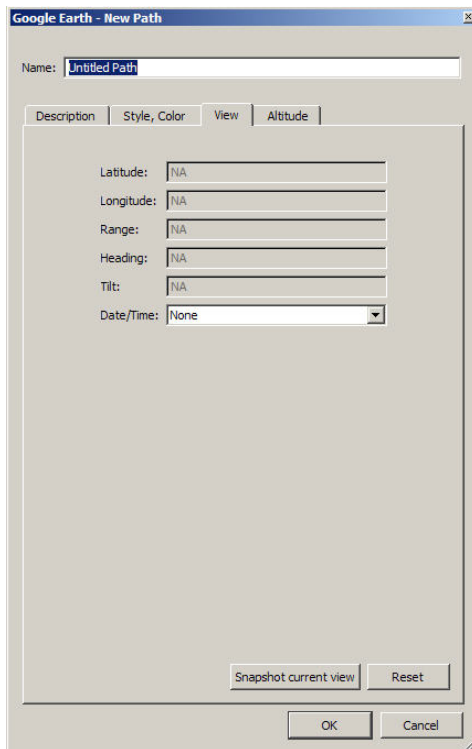 Google Earth - New Path
Name: Untitled Path
Description Style, Color View Altitude
Latitude: NA
Longitude: NA
Range: NA
Heading: NA
Tilt: NA
Date/Time: None
Snapshot current view Reset
OK Cancel